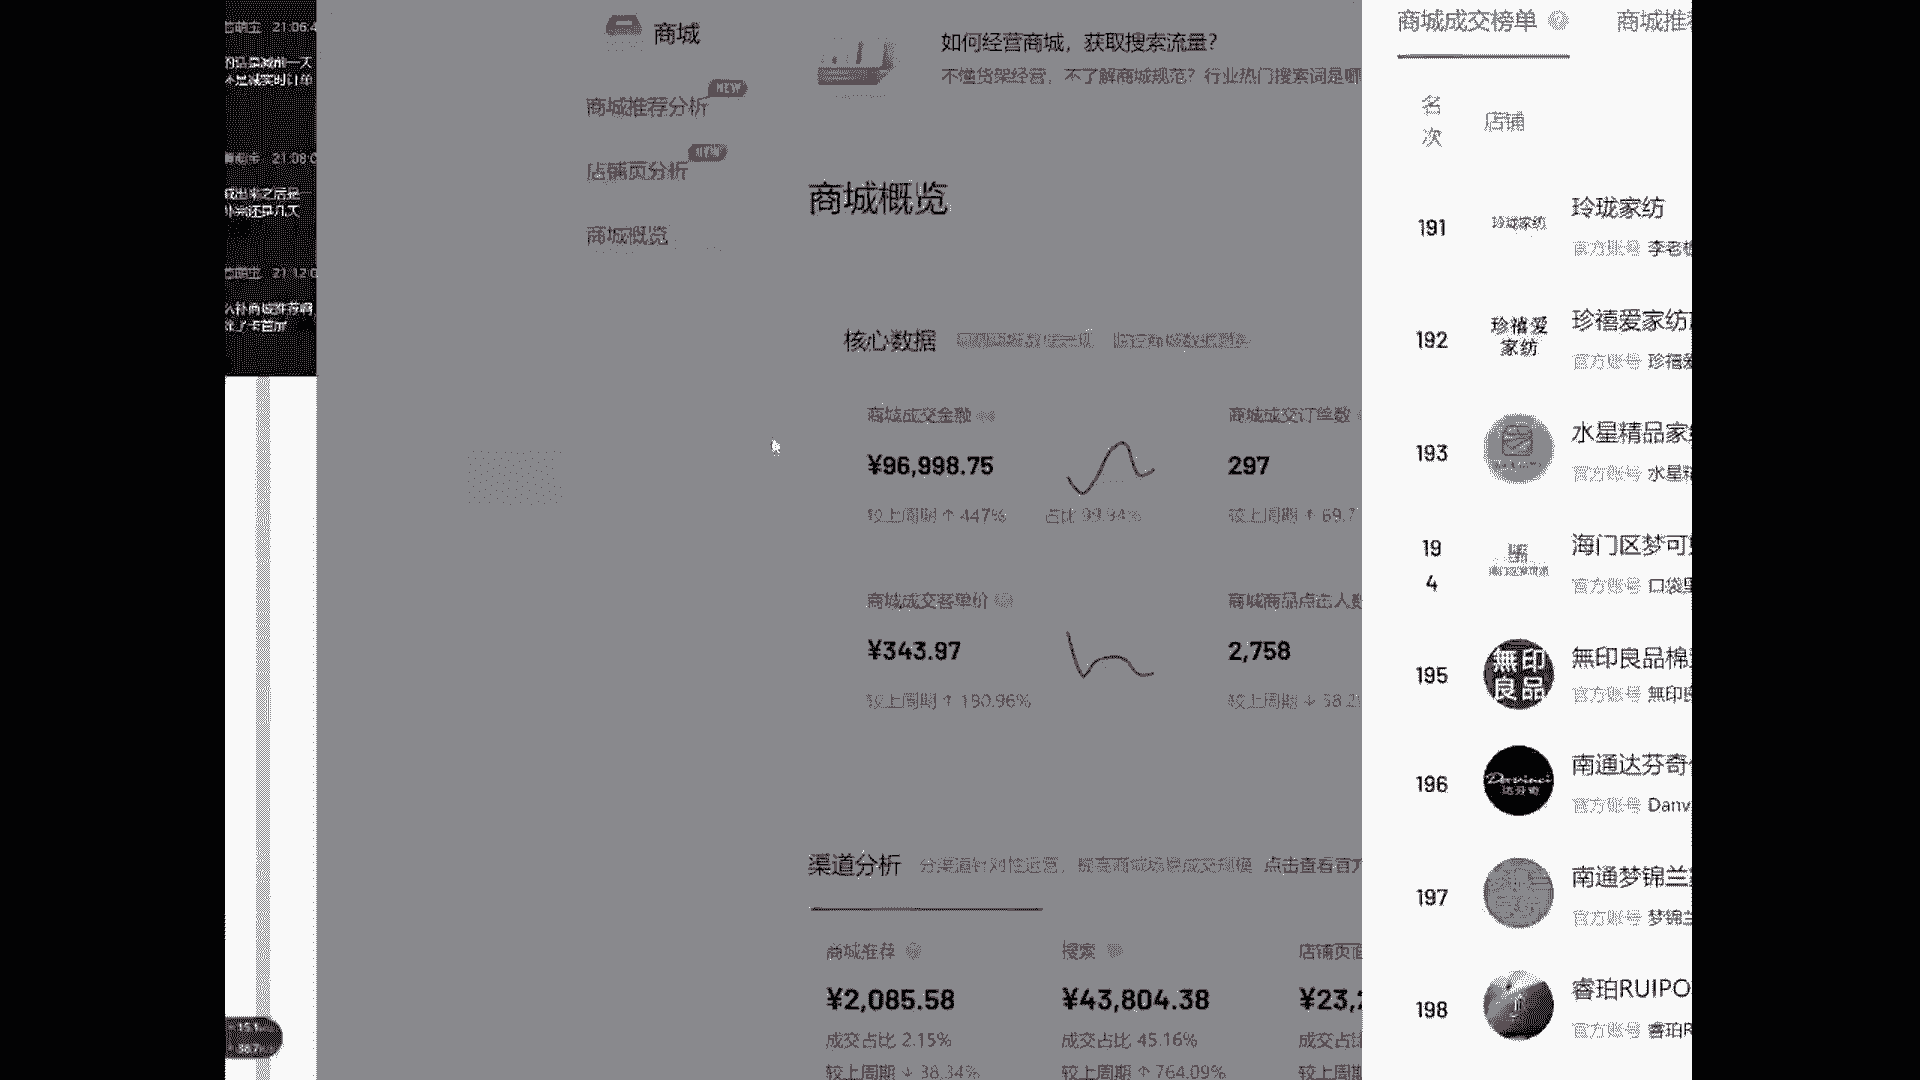 21:06:4
21:08:0
商城
如何经营商城，获取搜索流量？
不懂货架经营，不了解商城规范？行业热门搜索词是哪
NEW
商城推荐分析
NEW
店铺页分析
商城概览
商城概览
核心数据
商城成交金额
商城成交订单数
¥96,998.75
297
较上周期 ↑ 447%
占比 99.94%
较上周期 ↑ 69.7
商城成交客单价
商城商品点击人数
¥343.97
2,758
较上周期 ↑ 190.96%
较上周期 ↓ 38.2
渠道分析
分渠道针对性运营，提高商城场景成交规模
点击查看官方
商城推荐
搜索
店铺页面
¥2,085.58
¥43,804.38
¥23,2
成交占比 2.15%
成交占比 45.16%
成交占比
较上周期 ↓ 38.34%
较上周期 ↑ 764.09%
较上周期
商城成交榜单
商城推
名次
店铺
191
玲珑家纺
玲珑家纺
官方账号 李老
192
珍禧爱
家纺
珍禧爱家纺
官方账号 珍禧
193
水星精品家
官方账号 水星
194
海门区梦可
官方账号 口袋
195
無印
良品
無印良品棉
官方账号 無印
196
Davinci
达芬奇
南通达芬奇
官方账号 Danv
197
南通梦锦兰
官方账号 梦锦兰
198
睿珀RUIPO
官方账号 睿珀R